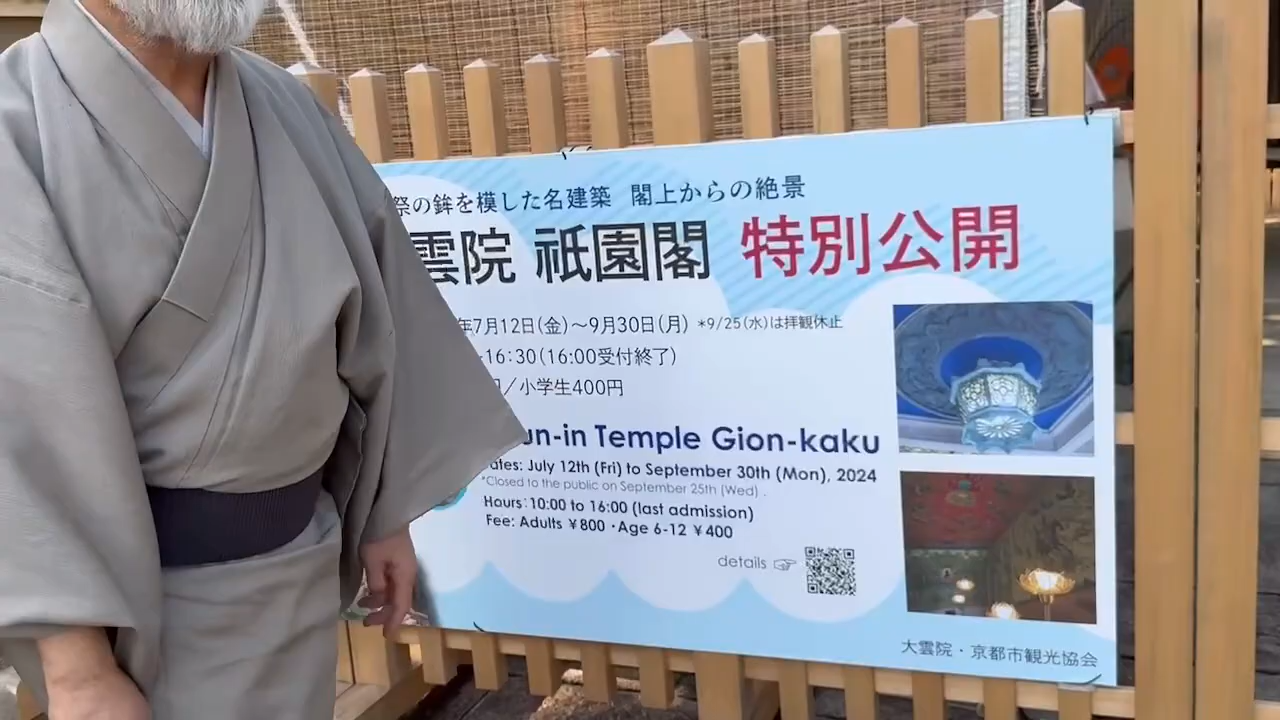 祭の鉾を模した名建築 閣上からの絶景
雲院 祇園閣 特別公開
年7月12日(金)～9月30日(月) *9/25(水)は拝観休止
16:30(16:00受付終了)
/小学生400円
un-in Temple Gion-kaku
Dates: July 12th (Fri) to September 30th (Mon), 2024
*Closed to the public on September 25th (Wed) .
Hours:10:00 to 16:00 (last admission)
Fee: Adults ¥800・Age 6-12 ¥400
details ☞
大雲院・京都市観光協会